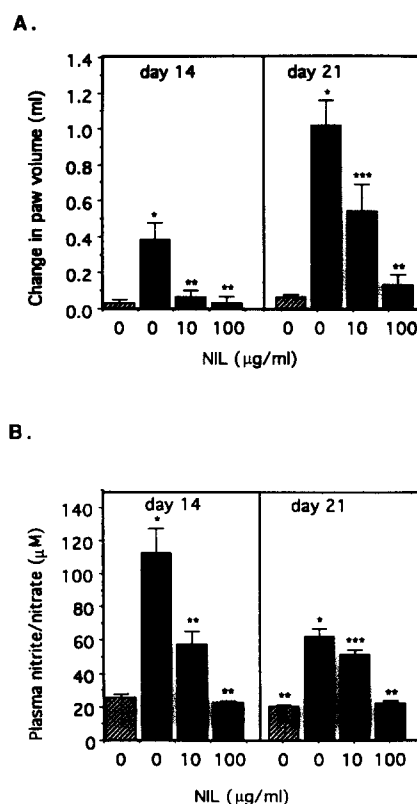 A.
day 14
day 21
Change in paw volume (ml)
1.4
1.2
1.0
0.8
0.6
0.4
0.2
0.0
*
**
**
*
***
**
0 0 10 100 0 0 10 100
NIL (μg/ml)
B.
day 14
day 21
Plasma nitrite/nitrate (μM)
140
120
100
80
60
40
20
0
*
**
**
**
*
***
**
0 0 10 100 0 0 10 100
NIL (μg/ml)